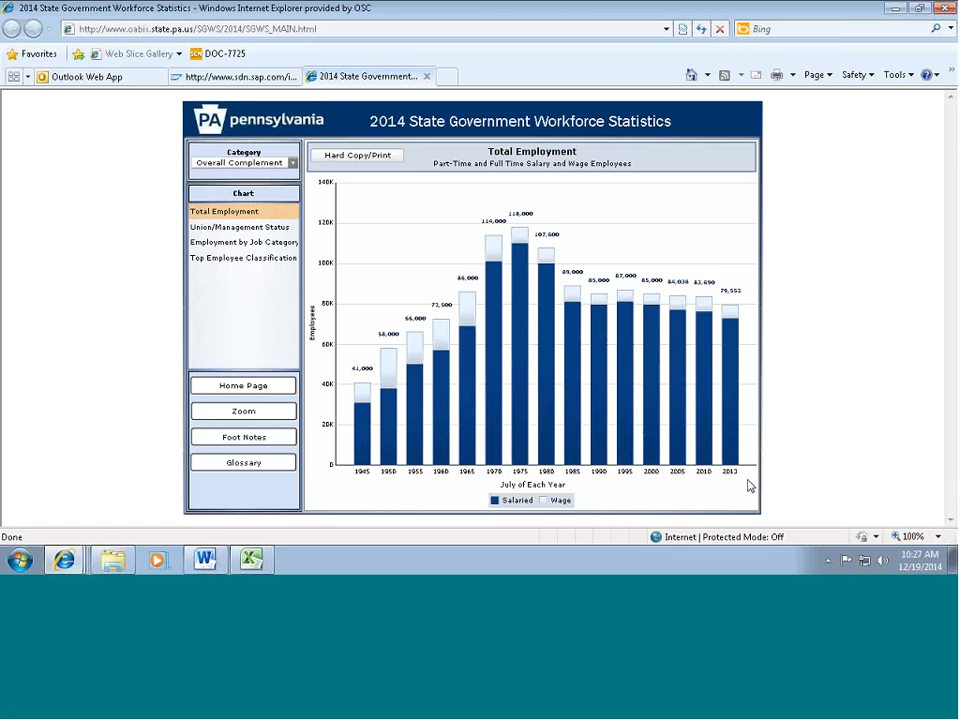 2014 State Government Workforce Statistics - Windows Internet Explorer provided by OSC
http://www.oabis.state.pa.us/SGWS/2014/SGWS_MAIN.html
Bing
Favorites
Web Slice Gallery
DOC-7725
Outlook Web App
http://www.sdn.sap.com/i...
2014 State Government...
Page
Safety
Tools
PA pennsylvania
2014 State Government Workforce Statistics
Category
Overall Complement
Hard Copy/Print
Total Employment
Part-Time and Full Time Salary and Wage Employees
Chart
Total Employment
Union/Management Status
Employment by Job Category
Top Employee Classification
Home Page
Zoom
Foot Notes
Glossary
Employees
140K
120K
100K
80K
60K
40K
20K
0
41,000
58,000
66,000
72,500
86,000
114,000
118,000
107,600
89,000
85,000
87,000
85,000
84,038
83,690
79,552
1945 1950 1955 1960 1965 1970 1975 1980 1985 1990 1995 2000 2005 2010 2013
July of Each Year
Salaried Wage
Done
Internet | Protected Mode: Off
100%
10:27 AM
12/19/2014